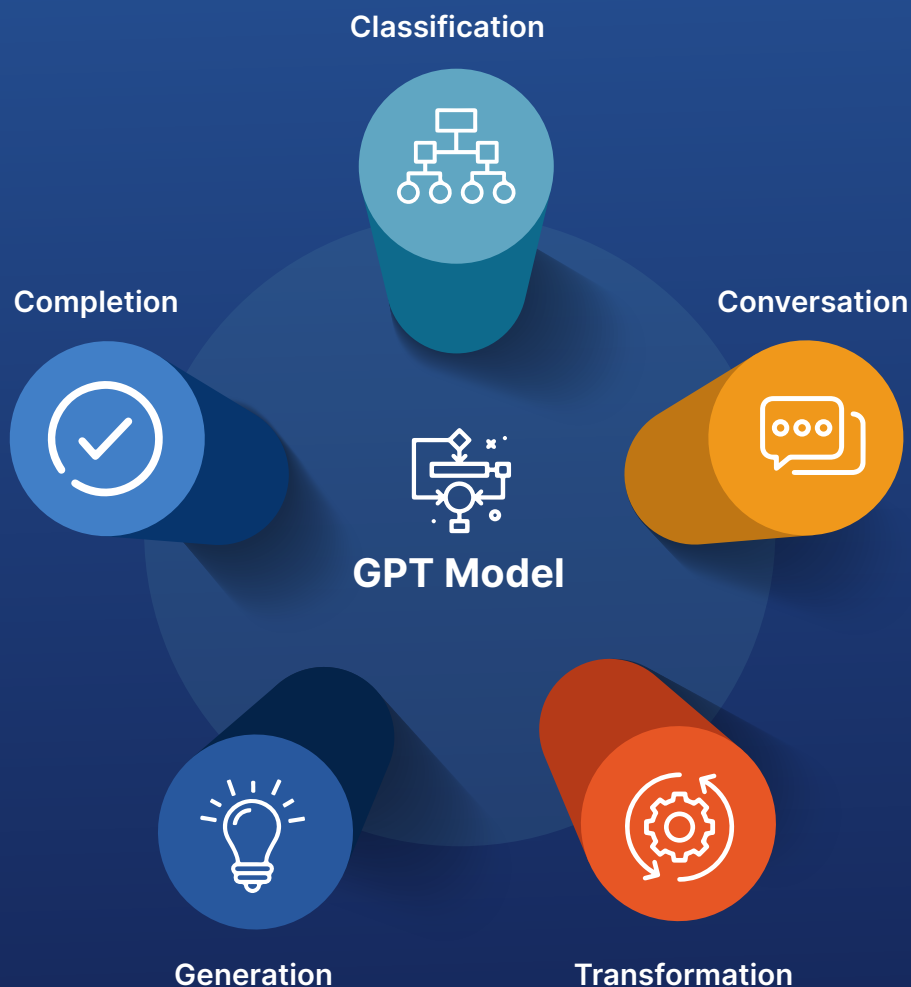 Classification
Completion
Conversation
GPT Model
Generation
Transformation